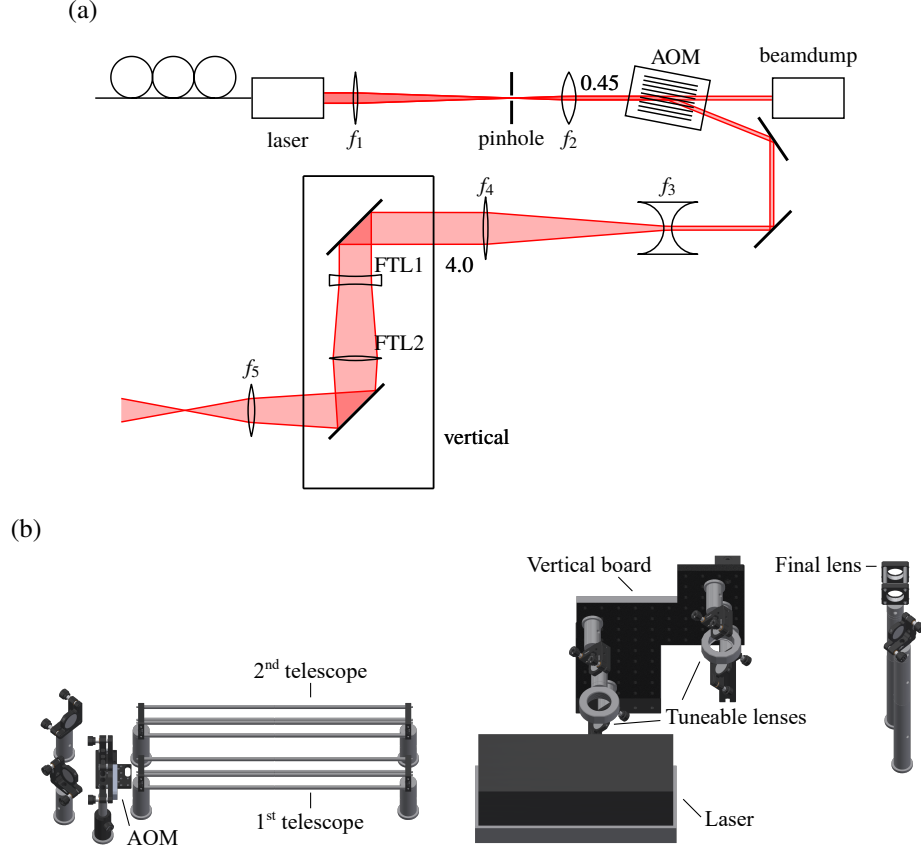 (a)
AOM
beamdump
0.45
laser
f1
pinhole
f2
f4
f3
FTL1
4.0
FTL2
f5
vertical
(b)
Vertical board
Final lens
2nd telescope
Tuneable lenses
1st telescope
Laser
AOM